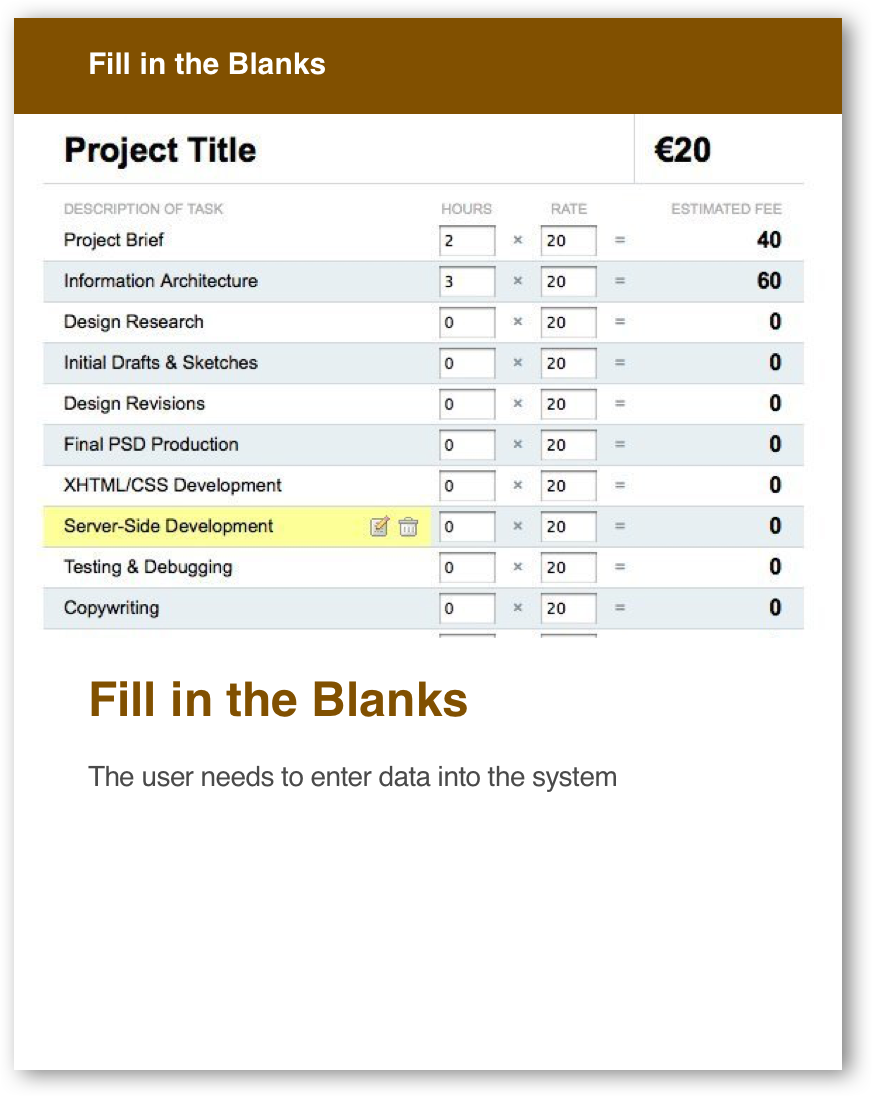 Fill in the Blanks
Project Title €20
DESCRIPTION OF TASK HOURS RATE ESTIMATED FEE
Project Brief 2 × 20 = 40
Information Architecture 3 × 20 = 60
Design Research 0 × 20 = 0
Initial Drafts & Sketches 0 × 20 = 0
Design Revisions 0 × 20 = 0
Final PSD Production 0 × 20 = 0
XHTML/CSS Development 0 × 20 = 0
Server-Side Development 0 × 20 = 0
Testing & Debugging 0 × 20 = 0
Copywriting 0 × 20 = 0
Fill in the Blanks
The user needs to enter data into the system